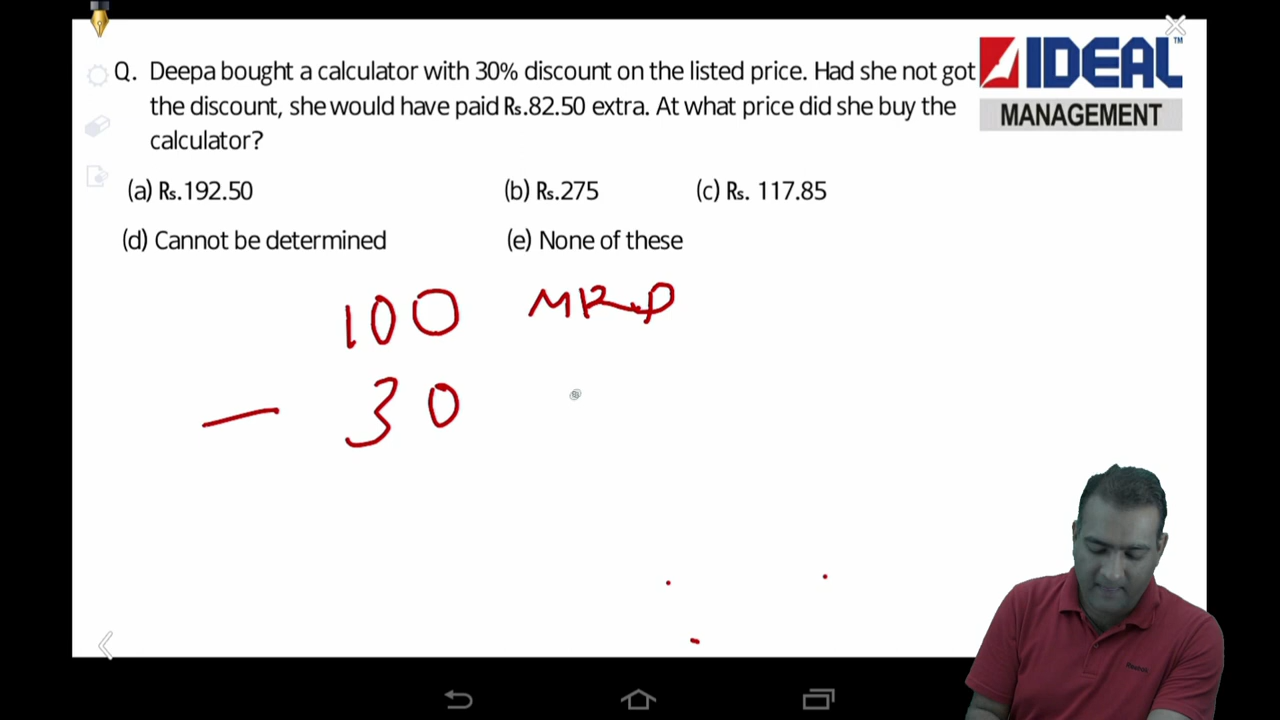 Q. Deepa bought a calculator with 30% discount on the listed price. Had she not got
the discount, she would have paid Rs.82.50 extra. At what price did she buy the
calculator?
(a) Rs.192.50 (b) Rs.275 (c) Rs. 117.85
(d) Cannot be determined (e) None of these
IDEAL™
MANAGEMENT
100 MRP
— 30